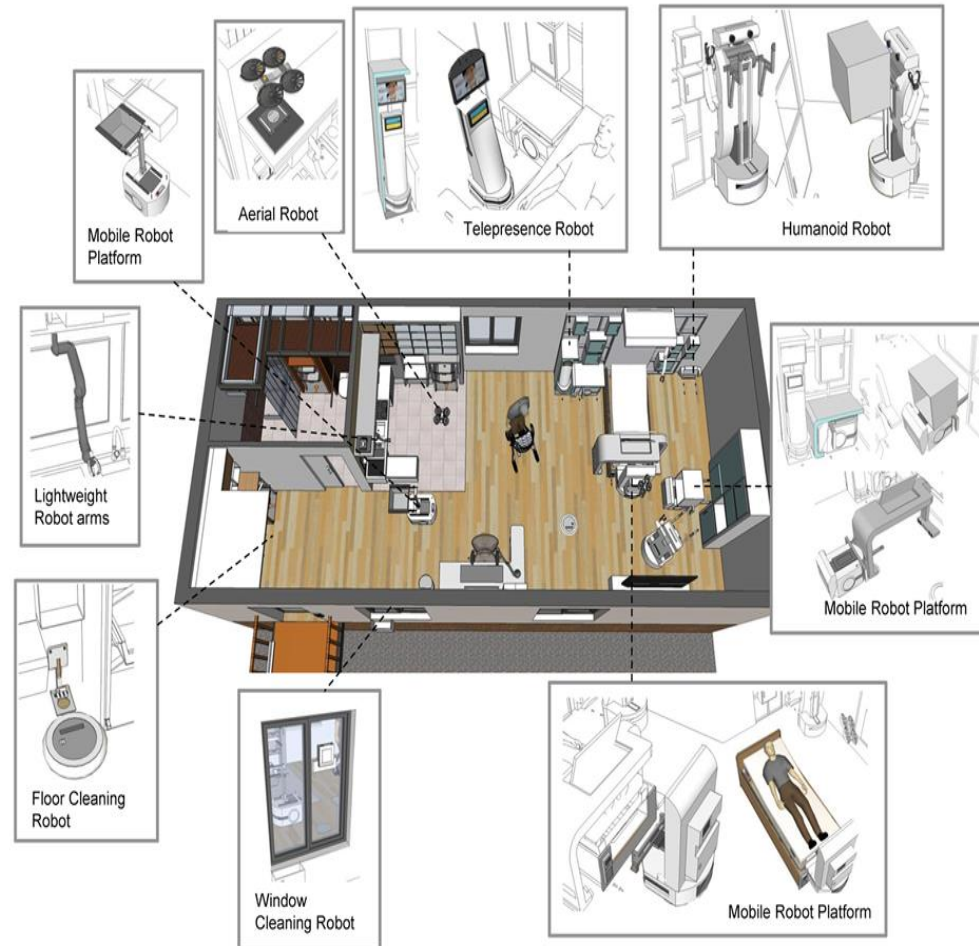 Mobile Robot
Platform
Aerial Robot
Telepresence Robot
Humanoid Robot
Lightweight
Robot arms
Mobile Robot Platform
Floor Cleaning
Robot
Window
Cleaning Robot
Mobile Robot Platform